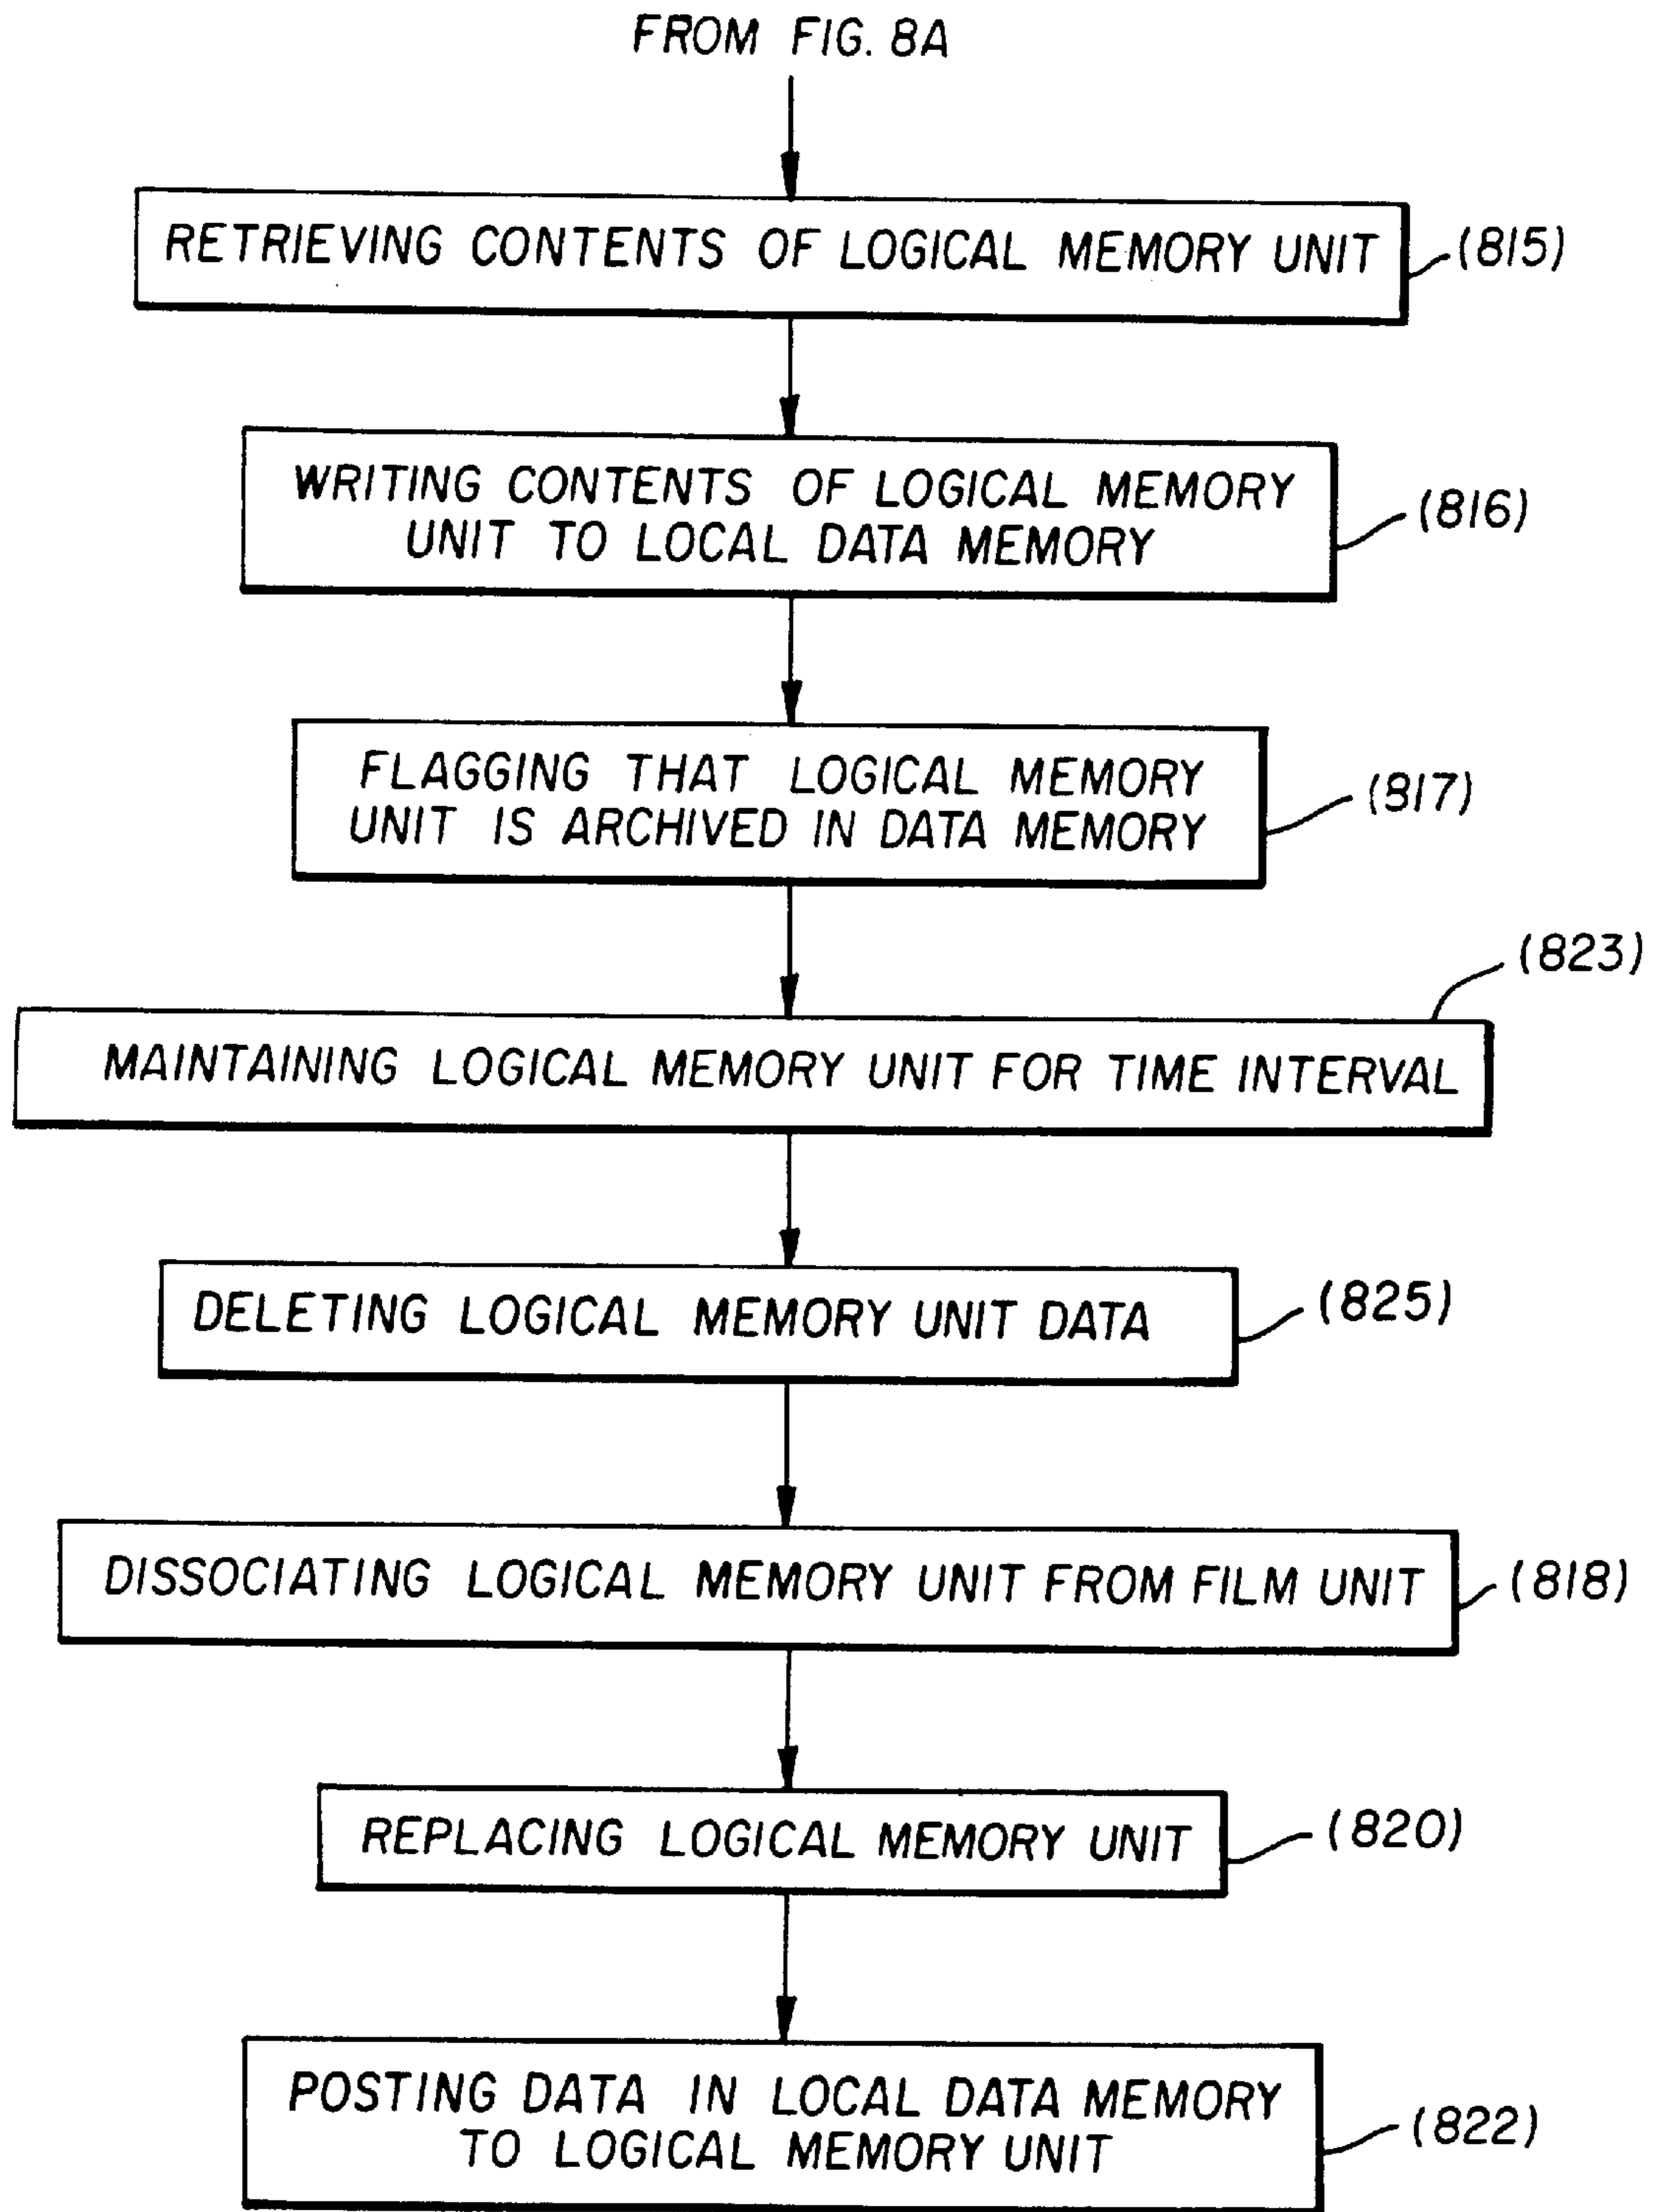 FROM FIG. 8A
RETRIEVING CONTENTS OF LOGICAL MEMORY UNIT (815)
WRITING CONTENTS OF LOGICAL MEMORY
UNIT TO LOCAL DATA MEMORY
(816)
FLAGGING THAT LOGICAL MEMORY
UNIT IS ARCHIVED IN DATA MEMORY
(817)
(823)
MAINTAINING LOGICAL MEMORY UNIT FOR TIME INTERVAL
DELETING LOGICAL MEMORY UNIT DATA (825)
DISSOCIATING LOGICAL MEMORY UNIT FROM FILM UNIT (818)
REPLACING LOGICAL MEMORY UNIT (820)
POSTING DATA IN LOCAL DATA MEMORY
TO LOGICAL MEMORY UNIT
(822)